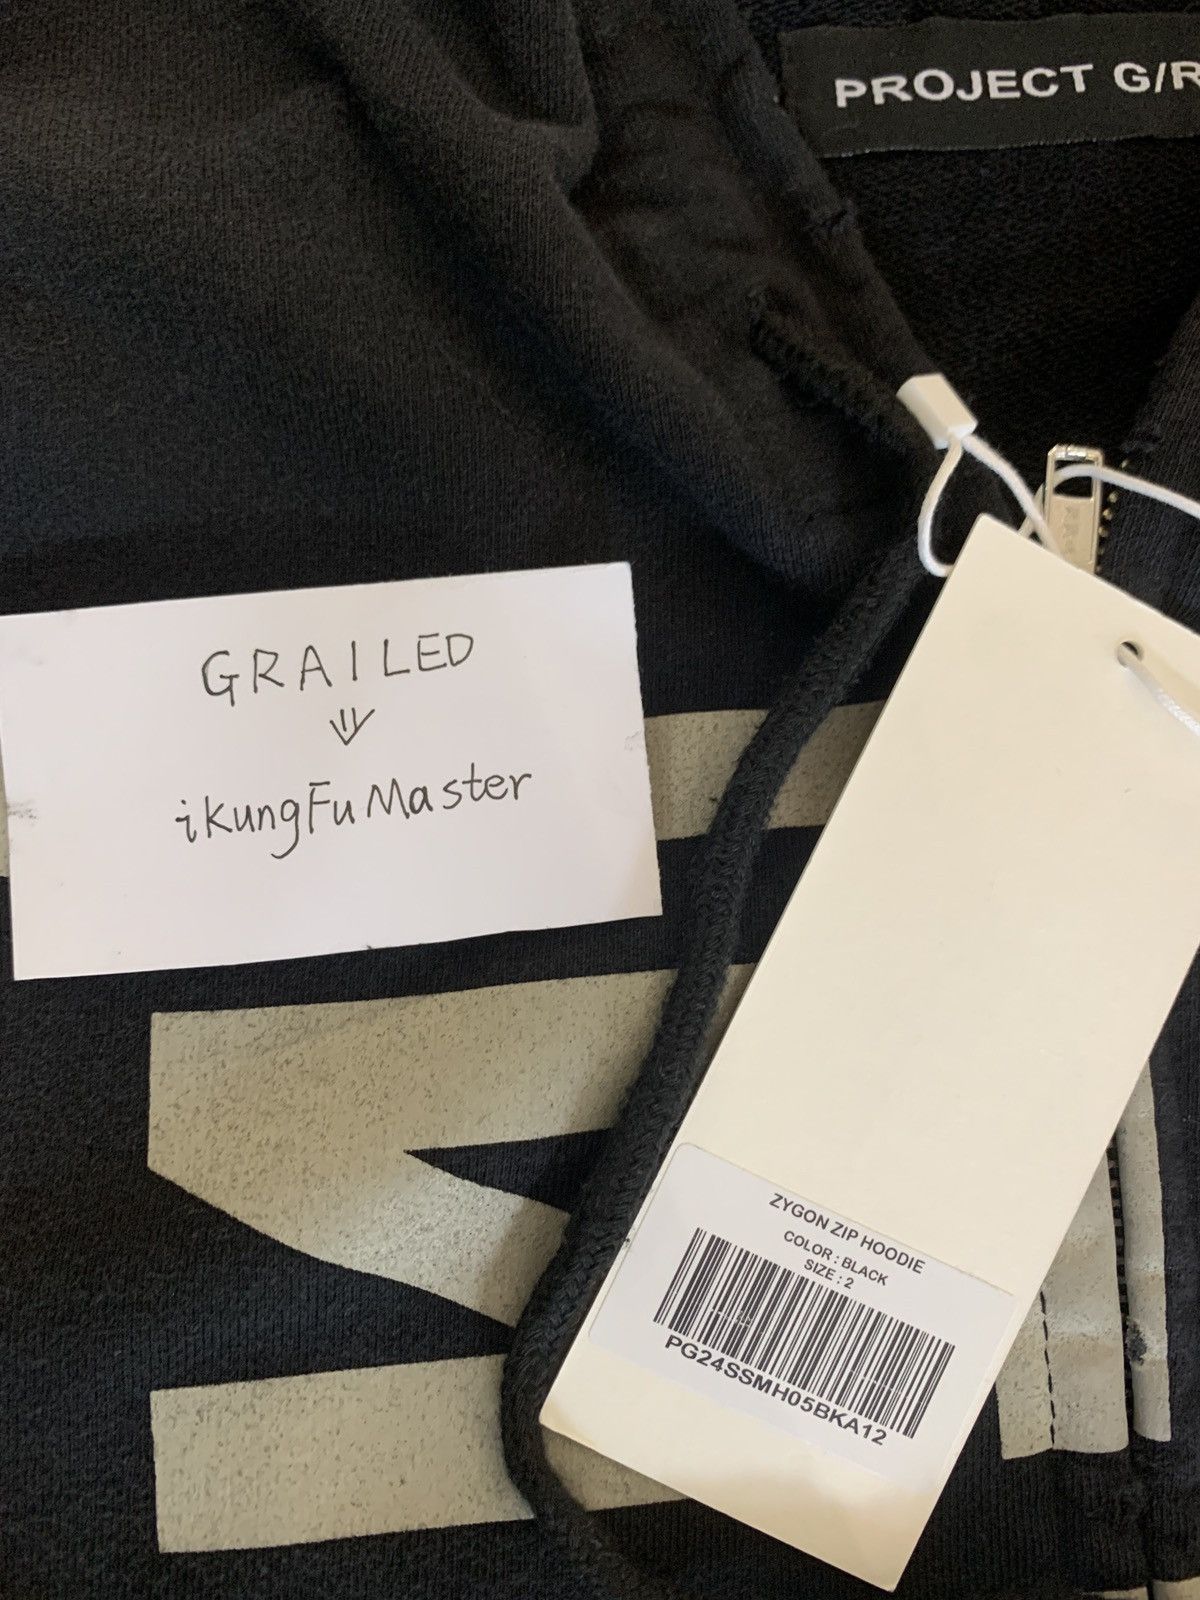 PROJECT G/R
GRAILED
iKungFuMaster
ZYGON ZIP HOODIE
COLOR : BLACK
SIZE : 2
PG24SSMH05BKA12